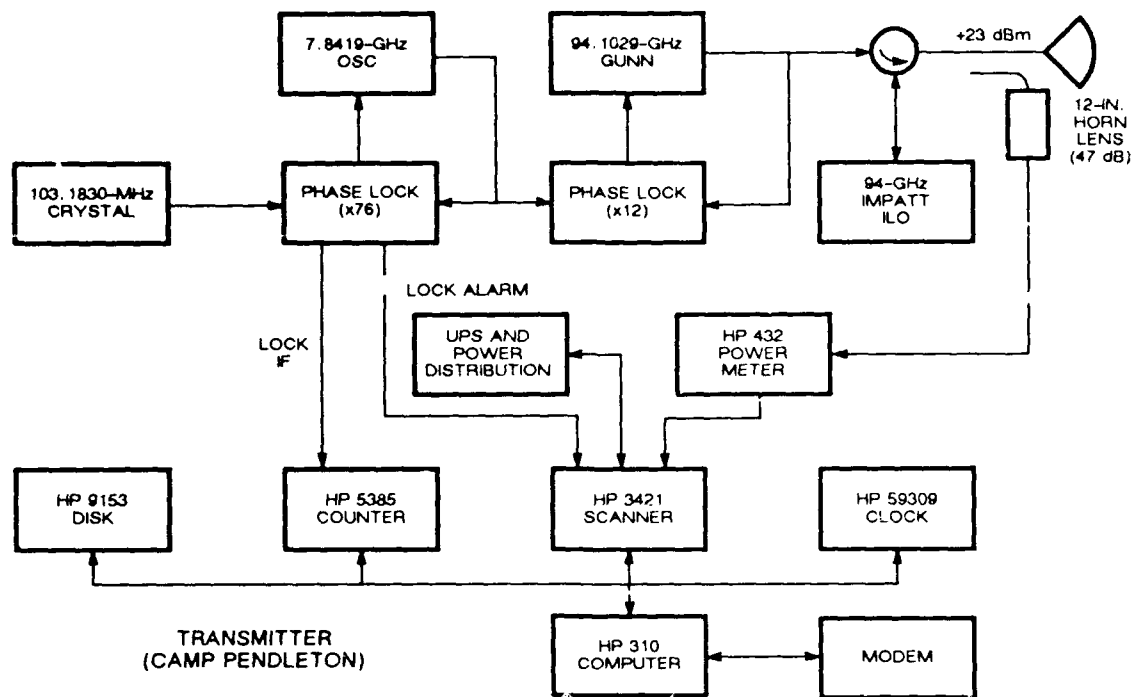 7.8419-GHz
OSC
94.1029-GHz
GUNN
+23 dBm
12-IN.
HORN
LENS
(47 dB)
103.1830-MHz
CRYSTAL
PHASE LOCK
(x76)
PHASE LOCK
(x12)
94-GHz
IMPATT
ILO
LOCK ALARM
LOCK
IF
UPS AND
POWER
DISTRIBUTION
HP 432
POWER
METER
HP 9153
DISK
HP 5385
COUNTER
HP 3421
SCANNER
HP 59309
CLOCK
TRANSMITTER
(CAMP PENDLETON)
HP 310
COMPUTER
MODEM